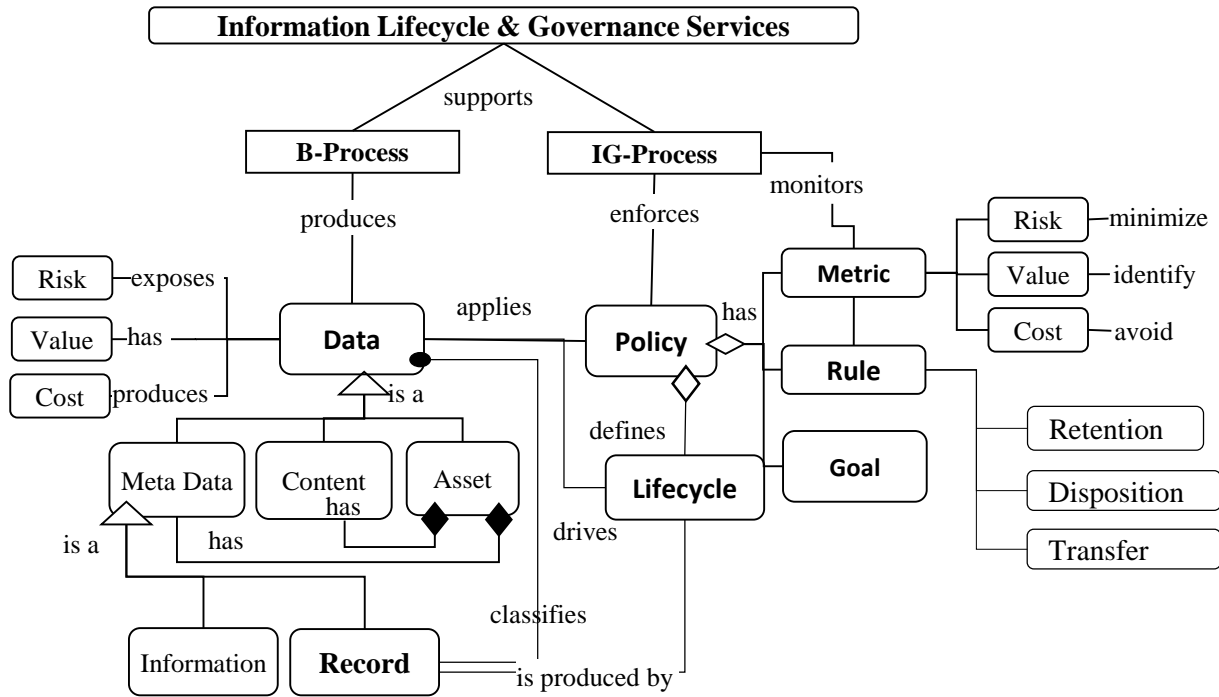 Information Lifecycle & Governance Services
supports
B-Process
IG-Process
monitors
produces
enforces
Risk
minimize
Risk
exposes
Metric
Value
identify
applies
has
Value
has
Data
Policy
Cost
avoid
Rule
Cost
produces
is a
Retention
defines
Meta Data
Content
has
Asset
Lifecycle
Goal
Disposition
is a
has
drives
Transfer
classifies
Information
Record
is produced by